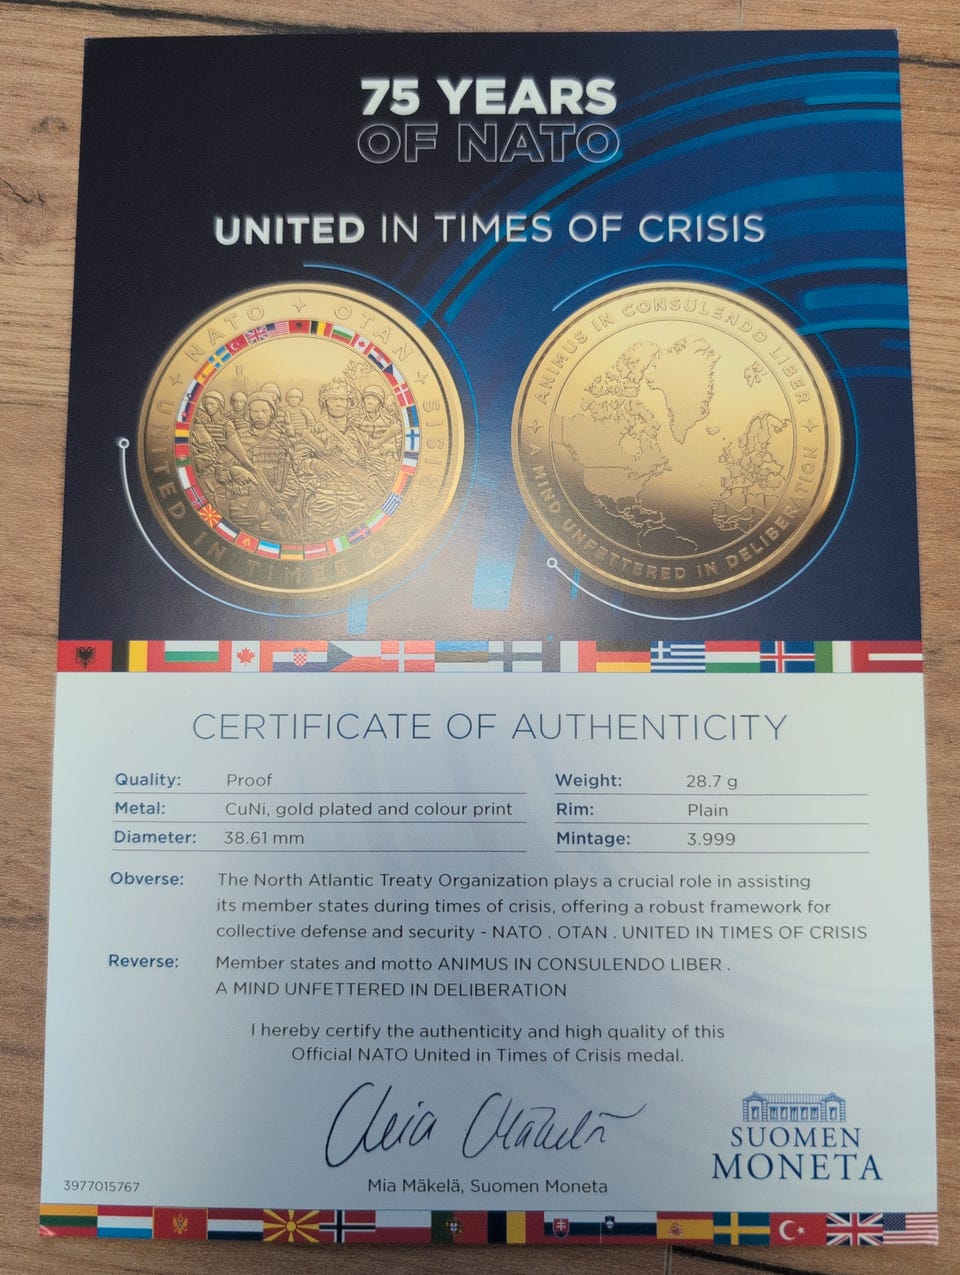 75 YEARS
OF NATO
UNITED IN TIMES OF CRISIS
NATO OTAN
UNITED IN TIMES O
ANIMUS IN CONSULENDO LIBER
A MIND UNFETTERED IN DELIBERATION
CERTIFICATE OF AUTHENTICITY
Quality: Proof
Metal: CuNi, gold plated and colour print
Diameter: 38.61 mm
Weight: 28.7 g
Rim: Plain
Mintage: 3.999
Obverse: The North Atlantic Treaty Organization plays a crucial role in assisting
its member states during times of crisis, offering a robust framework for
collective defense and security - NATO . OTAN . UNITED IN TIMES OF CRISIS
Reverse: Member states and motto ANIMUS IN CONSULENDO LIBER .
A MIND UNFETTERED IN DELIBERATION
I hereby certify the authenticity and high quality of this
Official NATO United in Times of Crisis medal.
Mia Mäkelä
SUOMEN
MONETA
3977015767
Mia Mäkelä, Suomen Moneta